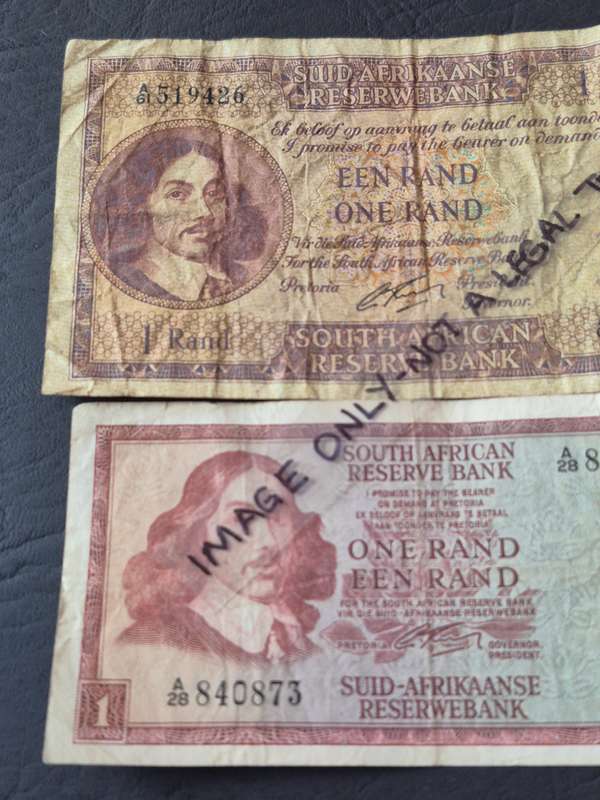 A/61 519426
SUID-AFRIKAANSE
RESERWEBANK
1
Ek beloof op aanvraag te betaal aan toonder
I promise to pay the bearer on demand
EEN RAND
ONE RAND
Vir die Suid-Afrikaanse Reserwebank
For the South African Reserve Bank
Pretoria
President
Governor.
1 Rand
SOUTH AFRICAN
RESERVE BANK
IMAGE ONLY-NOT A LEGAL
SOUTH AFRICAN
RESERVE BANK
A/28 8
I PROMISE TO PAY THE BEARER
ON DEMAND AT PRETORIA
EK BELOOF OP AANVRAAG TE BETAAL
AAN TOONDER TE PRETORIA
ONE RAND
EEN RAND
FOR THE SOUTH AFRICAN RESERVE BANK
VIR DIE SUID-AFRIKAANSE RESERWEBANK
PRETORIA
GOVERNOR.
PRESIDENT.
A/28 840873
SUID-AFRIKAANSE
RESERWEBANK
1